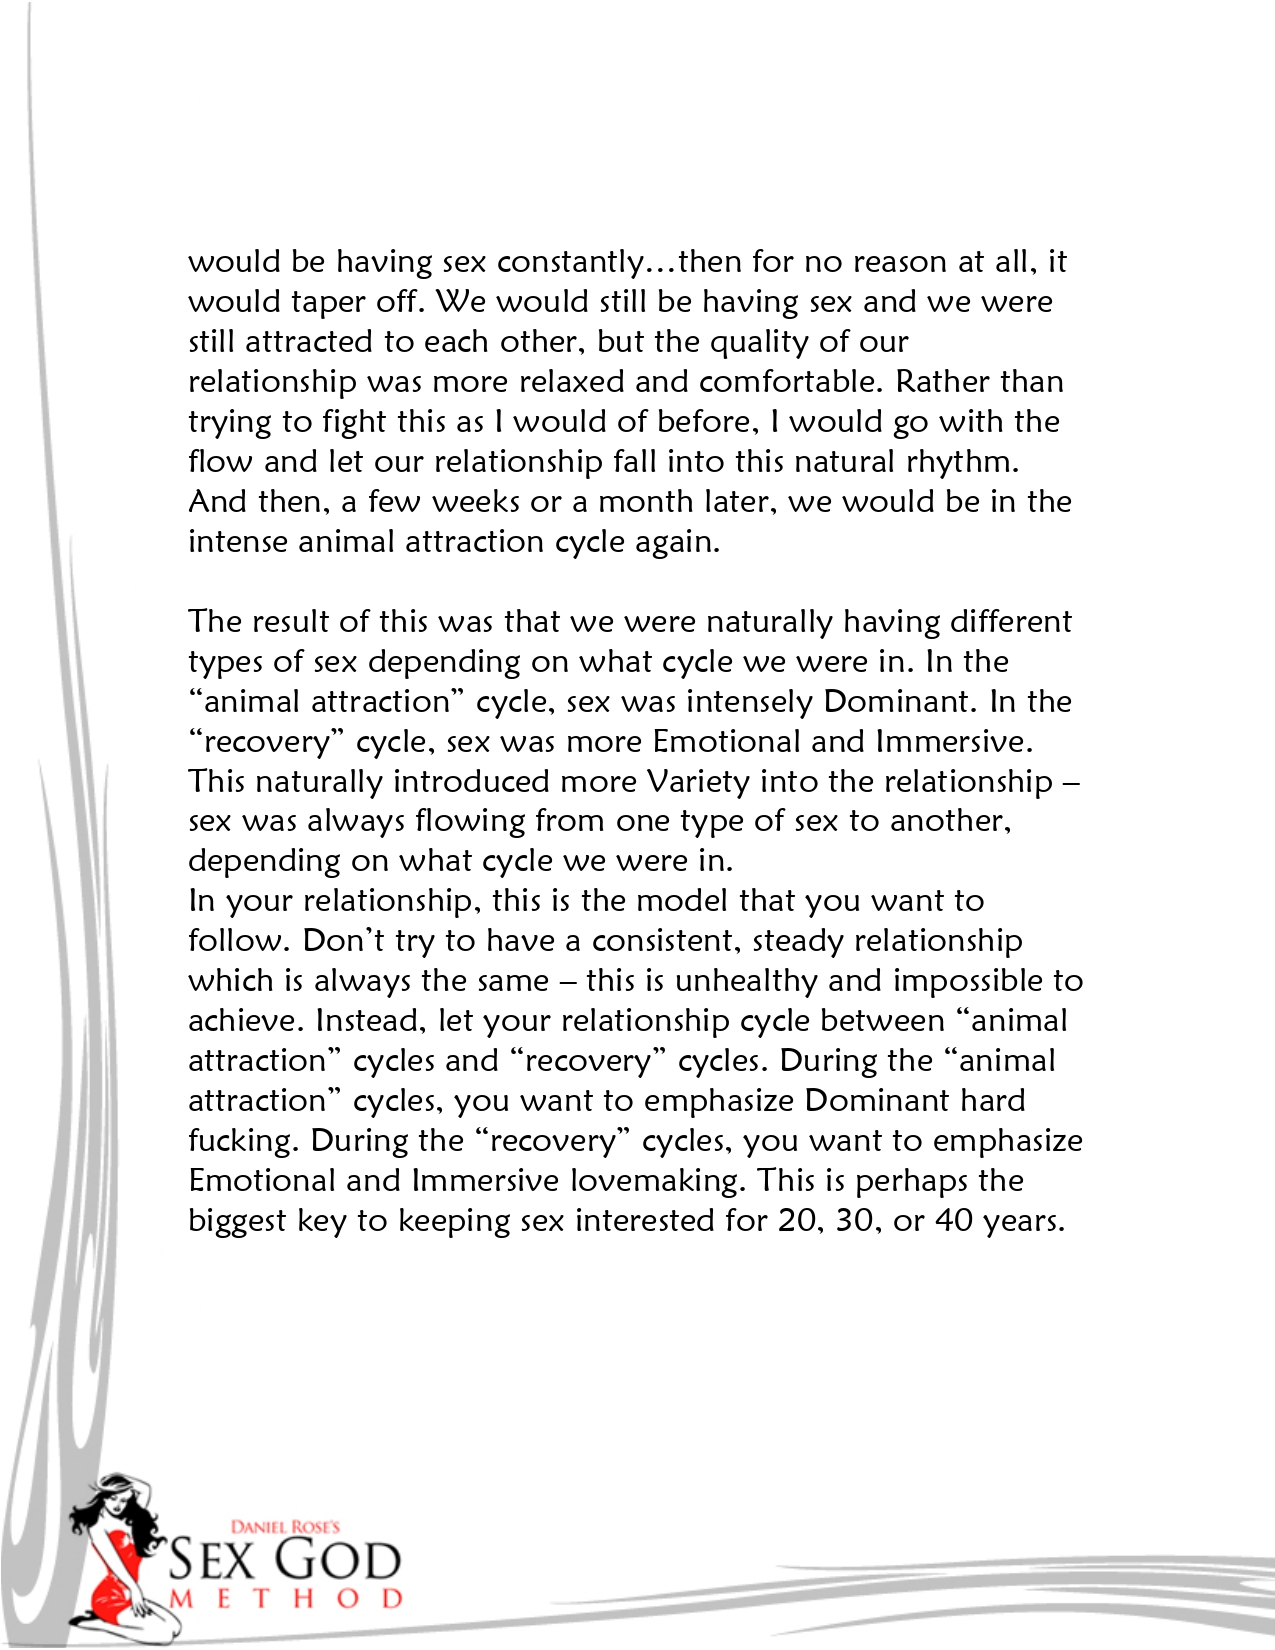 would be having sex constantly…then for no reason at all, it
would taper off. We would still be having sex and we were
still attracted to each other, but the quality of our
relationship was more relaxed and comfortable. Rather than
trying to fight this as I would of before, I would go with the
flow and let our relationship fall into this natural rhythm.
And then, a few weeks or a month later, we would be in the
intense animal attraction cycle again.
The result of this was that we were naturally having different
types of sex depending on what cycle we were in. In the
“animal attraction” cycle, sex was intensely Dominant. In the
“recovery” cycle, sex was more Emotional and Immersive.
This naturally introduced more Variety into the relationship –
sex was always flowing from one type of sex to another,
depending on what cycle we were in.
In your relationship, this is the model that you want to
follow. Don’t try to have a consistent, steady relationship
which is always the same – this is unhealthy and impossible to
achieve. Instead, let your relationship cycle between “animal
attraction” cycles and “recovery” cycles. During the “animal
attraction” cycles, you want to emphasize Dominant hard
fucking. During the “recovery” cycles, you want to emphasize
Emotional and Immersive lovemaking. This is perhaps the
biggest key to keeping sex interested for 20, 30, or 40 years.
DANIEL ROSE'S
SEX GOD
METHOD